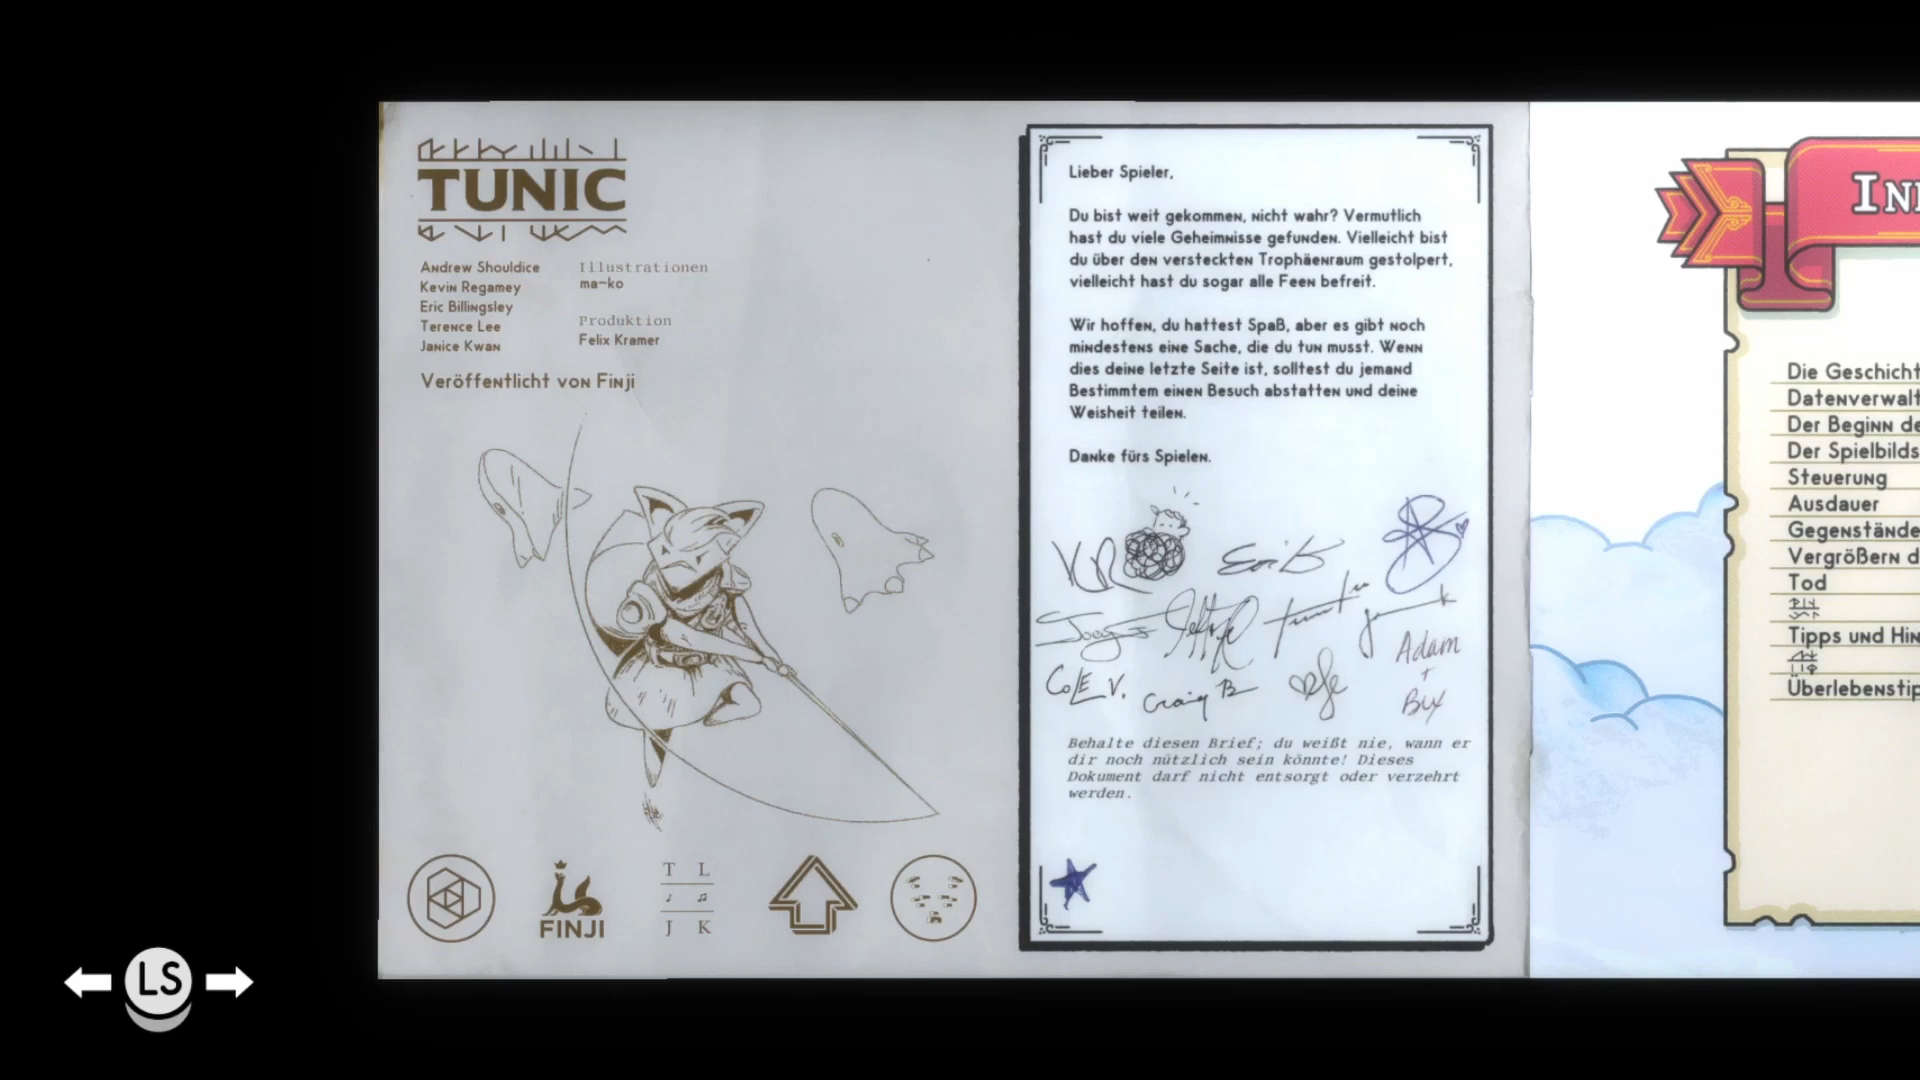 TUNIC
Andrew Shouldice
Kevin Regamey
Eric Billingsley
Terence Lee
Janice Kwan
Illustrationen
ma-ko
Produktion
Felix Kramer
Veröffentlicht von Finji
FINJI
T L
J K
Lieber Spieler,
Du bist weit gekommen, nicht wahr? Vermutlich
hast du viele Geheimnisse gefunden. Vielleicht bist
du über den versteckten Trophäenraum gestolpert,
vielleicht hast du sogar alle Feen befreit.
Wir hoffen, du hattest Spaß, aber es gibt noch
mindestens eine Sache, die du tun musst. Wenn
dies deine letzte Seite ist, solltest du jemand
Bestimmtem einen Besuch abstatten und deine
Weisheit teilen.
Danke fürs Spielen.
Adam
+
Craig B
Behalte diesen Brief; du weißt nie, wann er
dir noch nützlich sein könnte! Dieses
Dokument darf nicht entsorgt oder verzehrt
werden.
Die Geschicht
Datenverwalt
Der Beginn de
Der Spielbilds
Steuerung
Ausdauer
Gegenstände
Vergrößern d
Tod
Tipps und Hin
Überlebenstip
LS